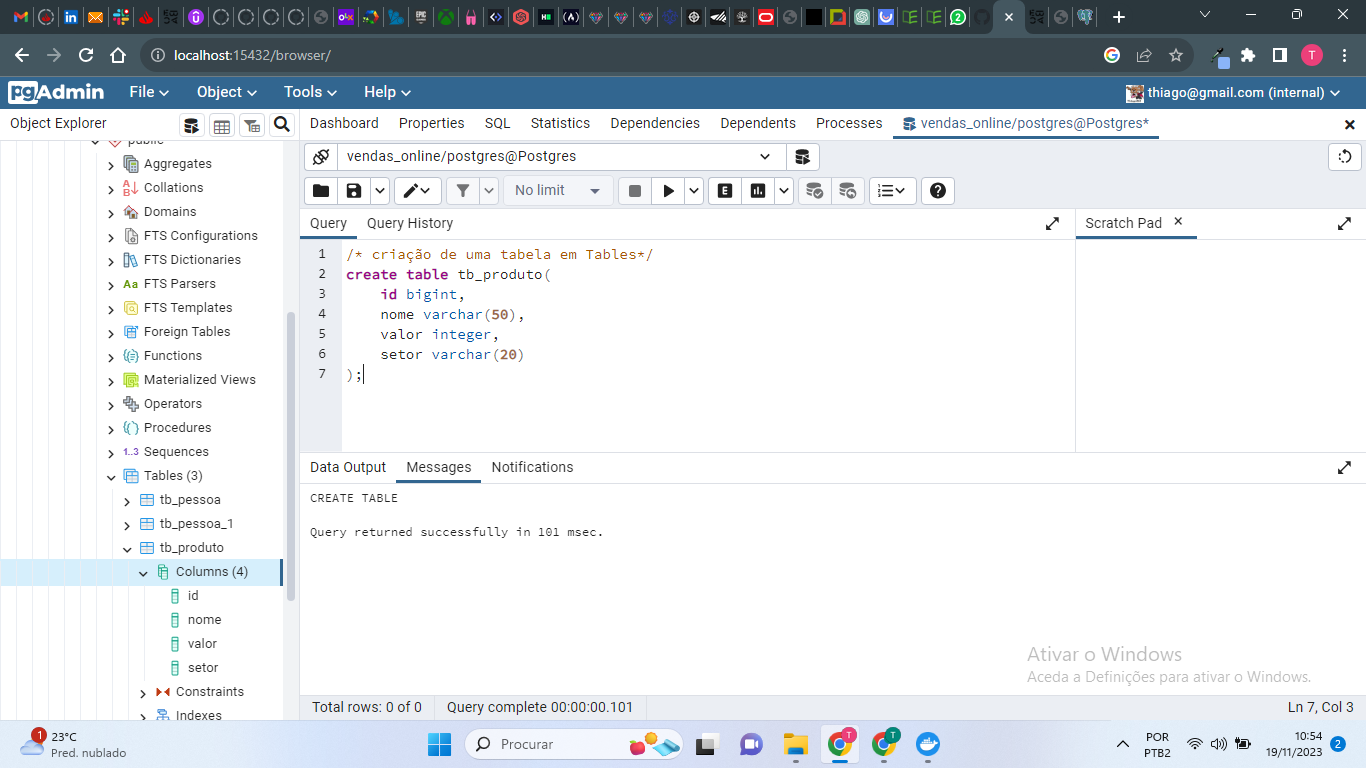 localhost:15432/browser/
T
pgAdmin
File
Object
Tools
Help
thiago@gmail.com (internal)
Object Explorer
Dashboard
Properties
SQL
Statistics
Dependencies
Dependents
Processes
vendas_online/postgres@Postgres*
public
Aggregates
Collations
Domains
FTS Configurations
FTS Dictionaries
Aa FTS Parsers
FTS Templates
Foreign Tables
Functions
Materialized Views
Operators
Procedures
1..3 Sequences
Tables (3)
tb_pessoa
tb_pessoa_1
tb_produto
Columns (4)
id
nome
valor
setor
Constraints
Indexes
vendas_online/postgres@Postgres
No limit
E
Query
Query History
Scratch Pad
1 /* criação de uma tabela em Tables*/
2 create table tb_produto(
3 id bigint,
4 nome varchar(50),
5 valor integer,
6 setor varchar(20)
7 );
Data Output
Messages
Notifications
CREATE TABLE
Query returned successfully in 101 msec.
Ativar o Windows
Aceda a Definições para ativar o Windows.
Total rows: 0 of 0
Query complete 00:00:00.101
Ln 7, Col 3
1
23°C
Pred. nublado
Procurar
T
T
POR
PTB2
10:54
19/11/2023
2